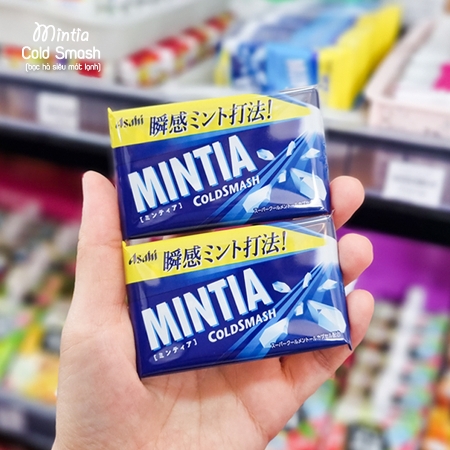 Mintia
Cold Smash
(bạc hà siêu mát lạnh)
Asahi
瞬感ミント打法!
MINTIA
COLDSMASH
[ミンティア]
Asahi
瞬感ミント打法!
MINTIA
COLDSMASH
[ミンティア]